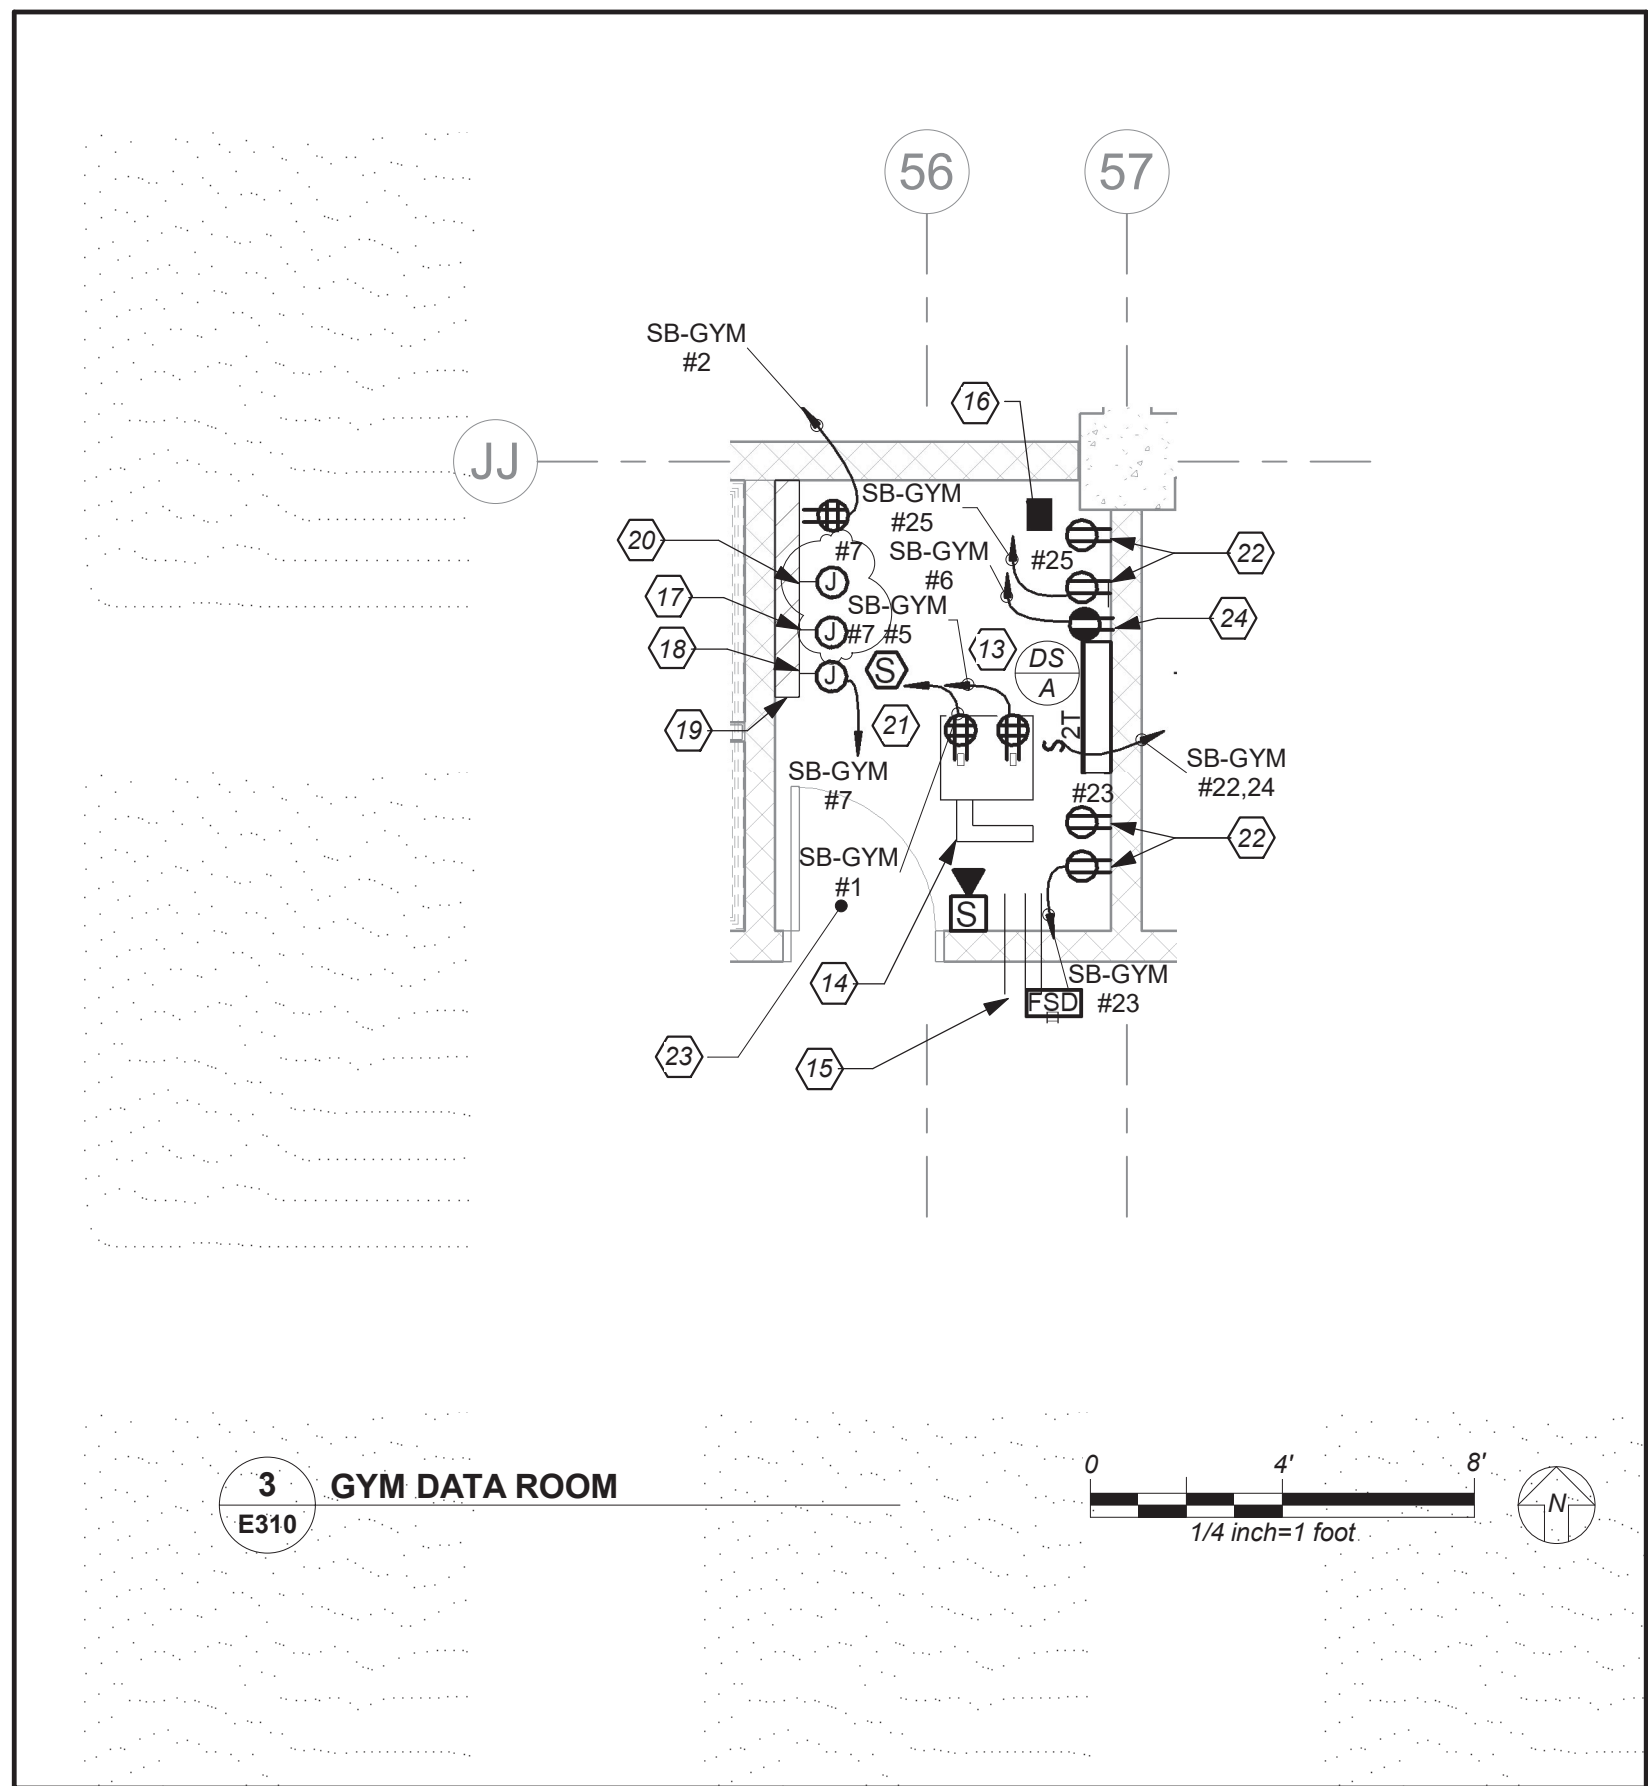 56
57
SB-GYM
#2
16
JJ
SB-GYM
#25
20
#7
SB-GYM
#6
#25
22
J
17
SB-GYM
#7 #5
J
24
18
13
DS
A
S
J
19
21
S2T
SB-GYM
#22,24
SB-GYM
#7
#23
22
SB-GYM
#1
S
14
SB-GYM
#23
FSD
23
15
3
E310
GYM DATA ROOM
0 4' 8'
1/4 inch=1 foot
N